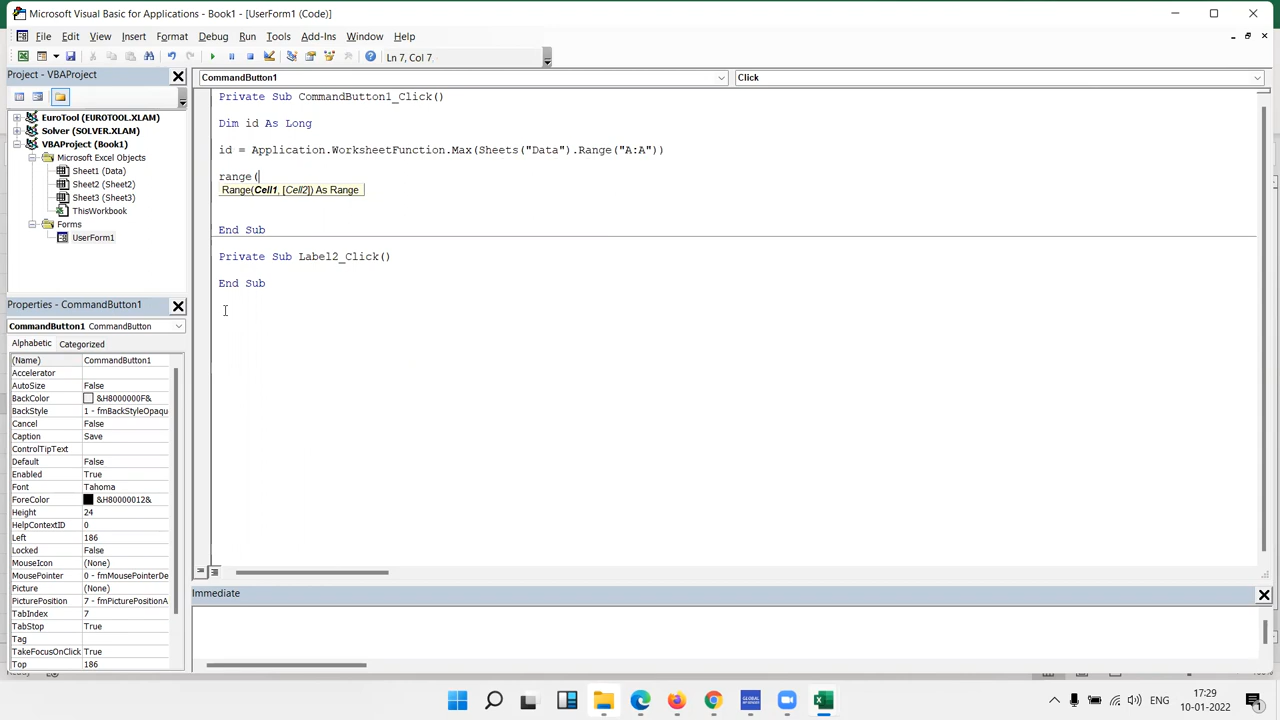 Microsoft Visual Basic for Applications - Book1 - [UserForm1 (Code)]
File Edit View Insert Format Debug Run Tools Add-Ins Window Help
Ln 7, Col 7
Project - VBAProject
CommandButton1 Click
EuroTool (EUROTOOL.XLAM)
Solver (SOLVER.XLAM)
VBAProject (Book1)
Microsoft Excel Objects
Sheet1 (Data)
Sheet2 (Sheet2)
Sheet3 (Sheet3)
ThisWorkbook
Forms
UserForm1
Private Sub CommandButton1_Click()
Dim id As Long
id = Application.WorksheetFunction.Max(Sheets("Data").Range("A:A"))
range(
Range(Cell1, [Cell2]) As Range
End Sub
Private Sub Label2_Click()
End Sub
Properties - CommandButton1
CommandButton1 CommandButton
Alphabetic Categorized
(Name) CommandButton1
Accelerator
AutoSize False
BackColor &H8000000F&
BackStyle 1 - fmBackStyleOpaqu
Cancel False
Caption Save
ControlTipText
Default False
Enabled True
Font Tahoma
ForeColor &H80000012&
Height 24
HelpContextID 0
Left 186
Locked False
MouseIcon (None)
MousePointer 0 - fmMousePointerDe
Picture (None)
PicturePosition 7 - fmPicturePositionA
TabIndex 7
TabStop True
Tag
TakeFocusOnClick True
Top 186
Immediate
ENG
17:29
10-01-2022